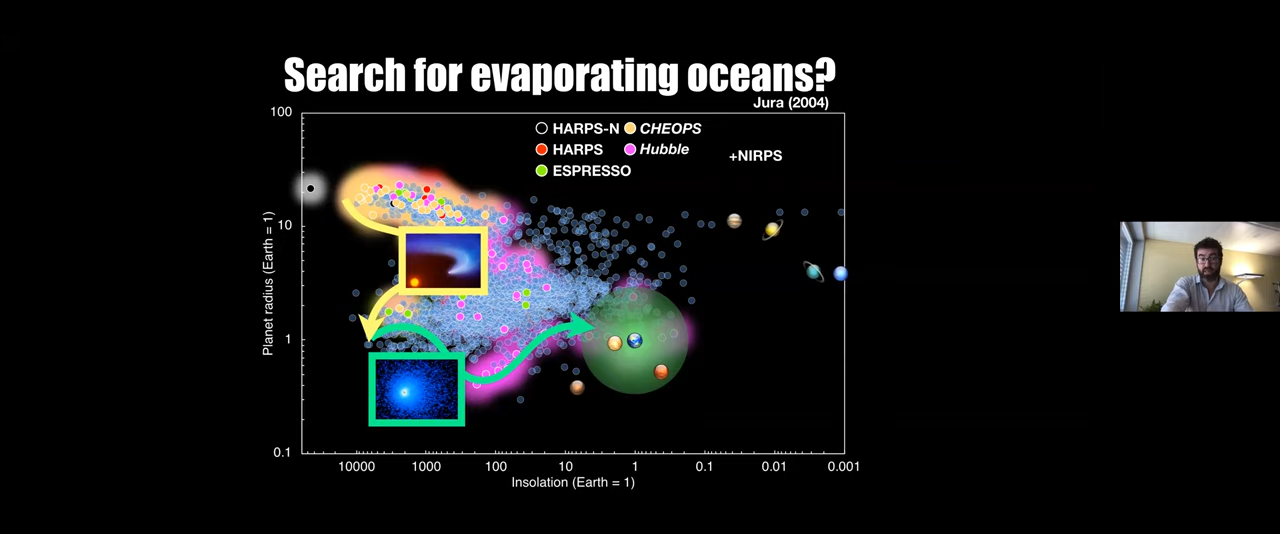 Search for evaporating oceans?
Jura (2004)
100
HARPS-N CHEOPS
HARPS Hubble
+NIRPS
ESPRESSO
10
1
0.1
Planet radius (Earth = 1)
10000 1000 100 10 1 0.1 0.01 0.001
Insolation (Earth = 1)